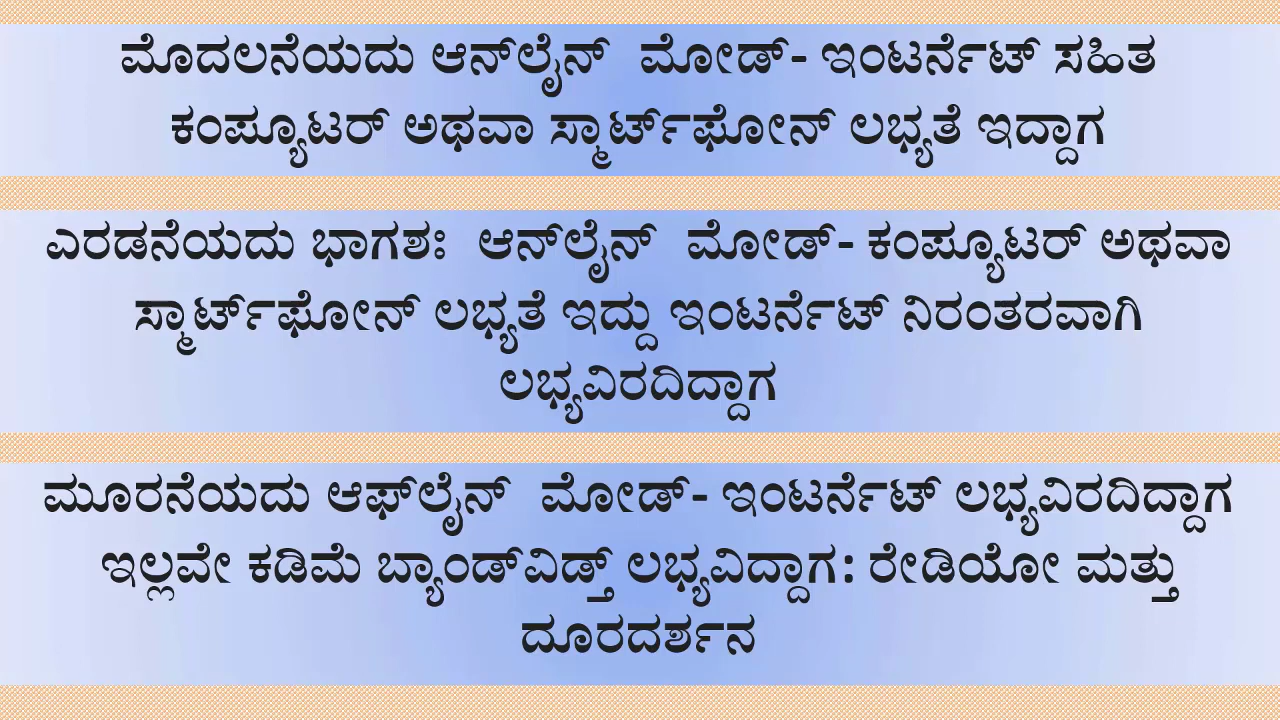 ಮೊದಲನೆಯದು ಆನ್‌ಲೈನ್ ಮೋಡ್- ಇಂಟರ್ನೆಟ್ ಸಹಿತ
ಕಂಪ್ಯೂಟರ್ ಅಥವಾ ಸ್ಮಾರ್ಟ್‌ಫೋನ್ ಲಭ್ಯತೆ ಇದ್ದಾಗ
ಎರಡನೆಯದು ಭಾಗಶಃ ಆನ್‌ಲೈನ್ ಮೋಡ್- ಕಂಪ್ಯೂಟರ್ ಅಥವಾ
ಸ್ಮಾರ್ಟ್‌ಫೋನ್ ಲಭ್ಯತೆ ಇದ್ದು ಇಂಟರ್ನೆಟ್ ನಿರಂತರವಾಗಿ
ಲಭ್ಯವಿರದಿದ್ದಾಗ
ಮೂರನೆಯದು ಆಫ್‌ಲೈನ್ ಮೋಡ್- ಇಂಟರ್ನೆಟ್ ಲಭ್ಯವಿರದಿದ್ದಾಗ
ಇಲ್ಲವೇ ಕಡಿಮೆ ಬ್ಯಾಂಡ್‌ವಿಡ್ತ್ ಲಭ್ಯವಿದ್ದಾಗ: ರೇಡಿಯೋ ಮತ್ತು
ದೂರದರ್ಶನ